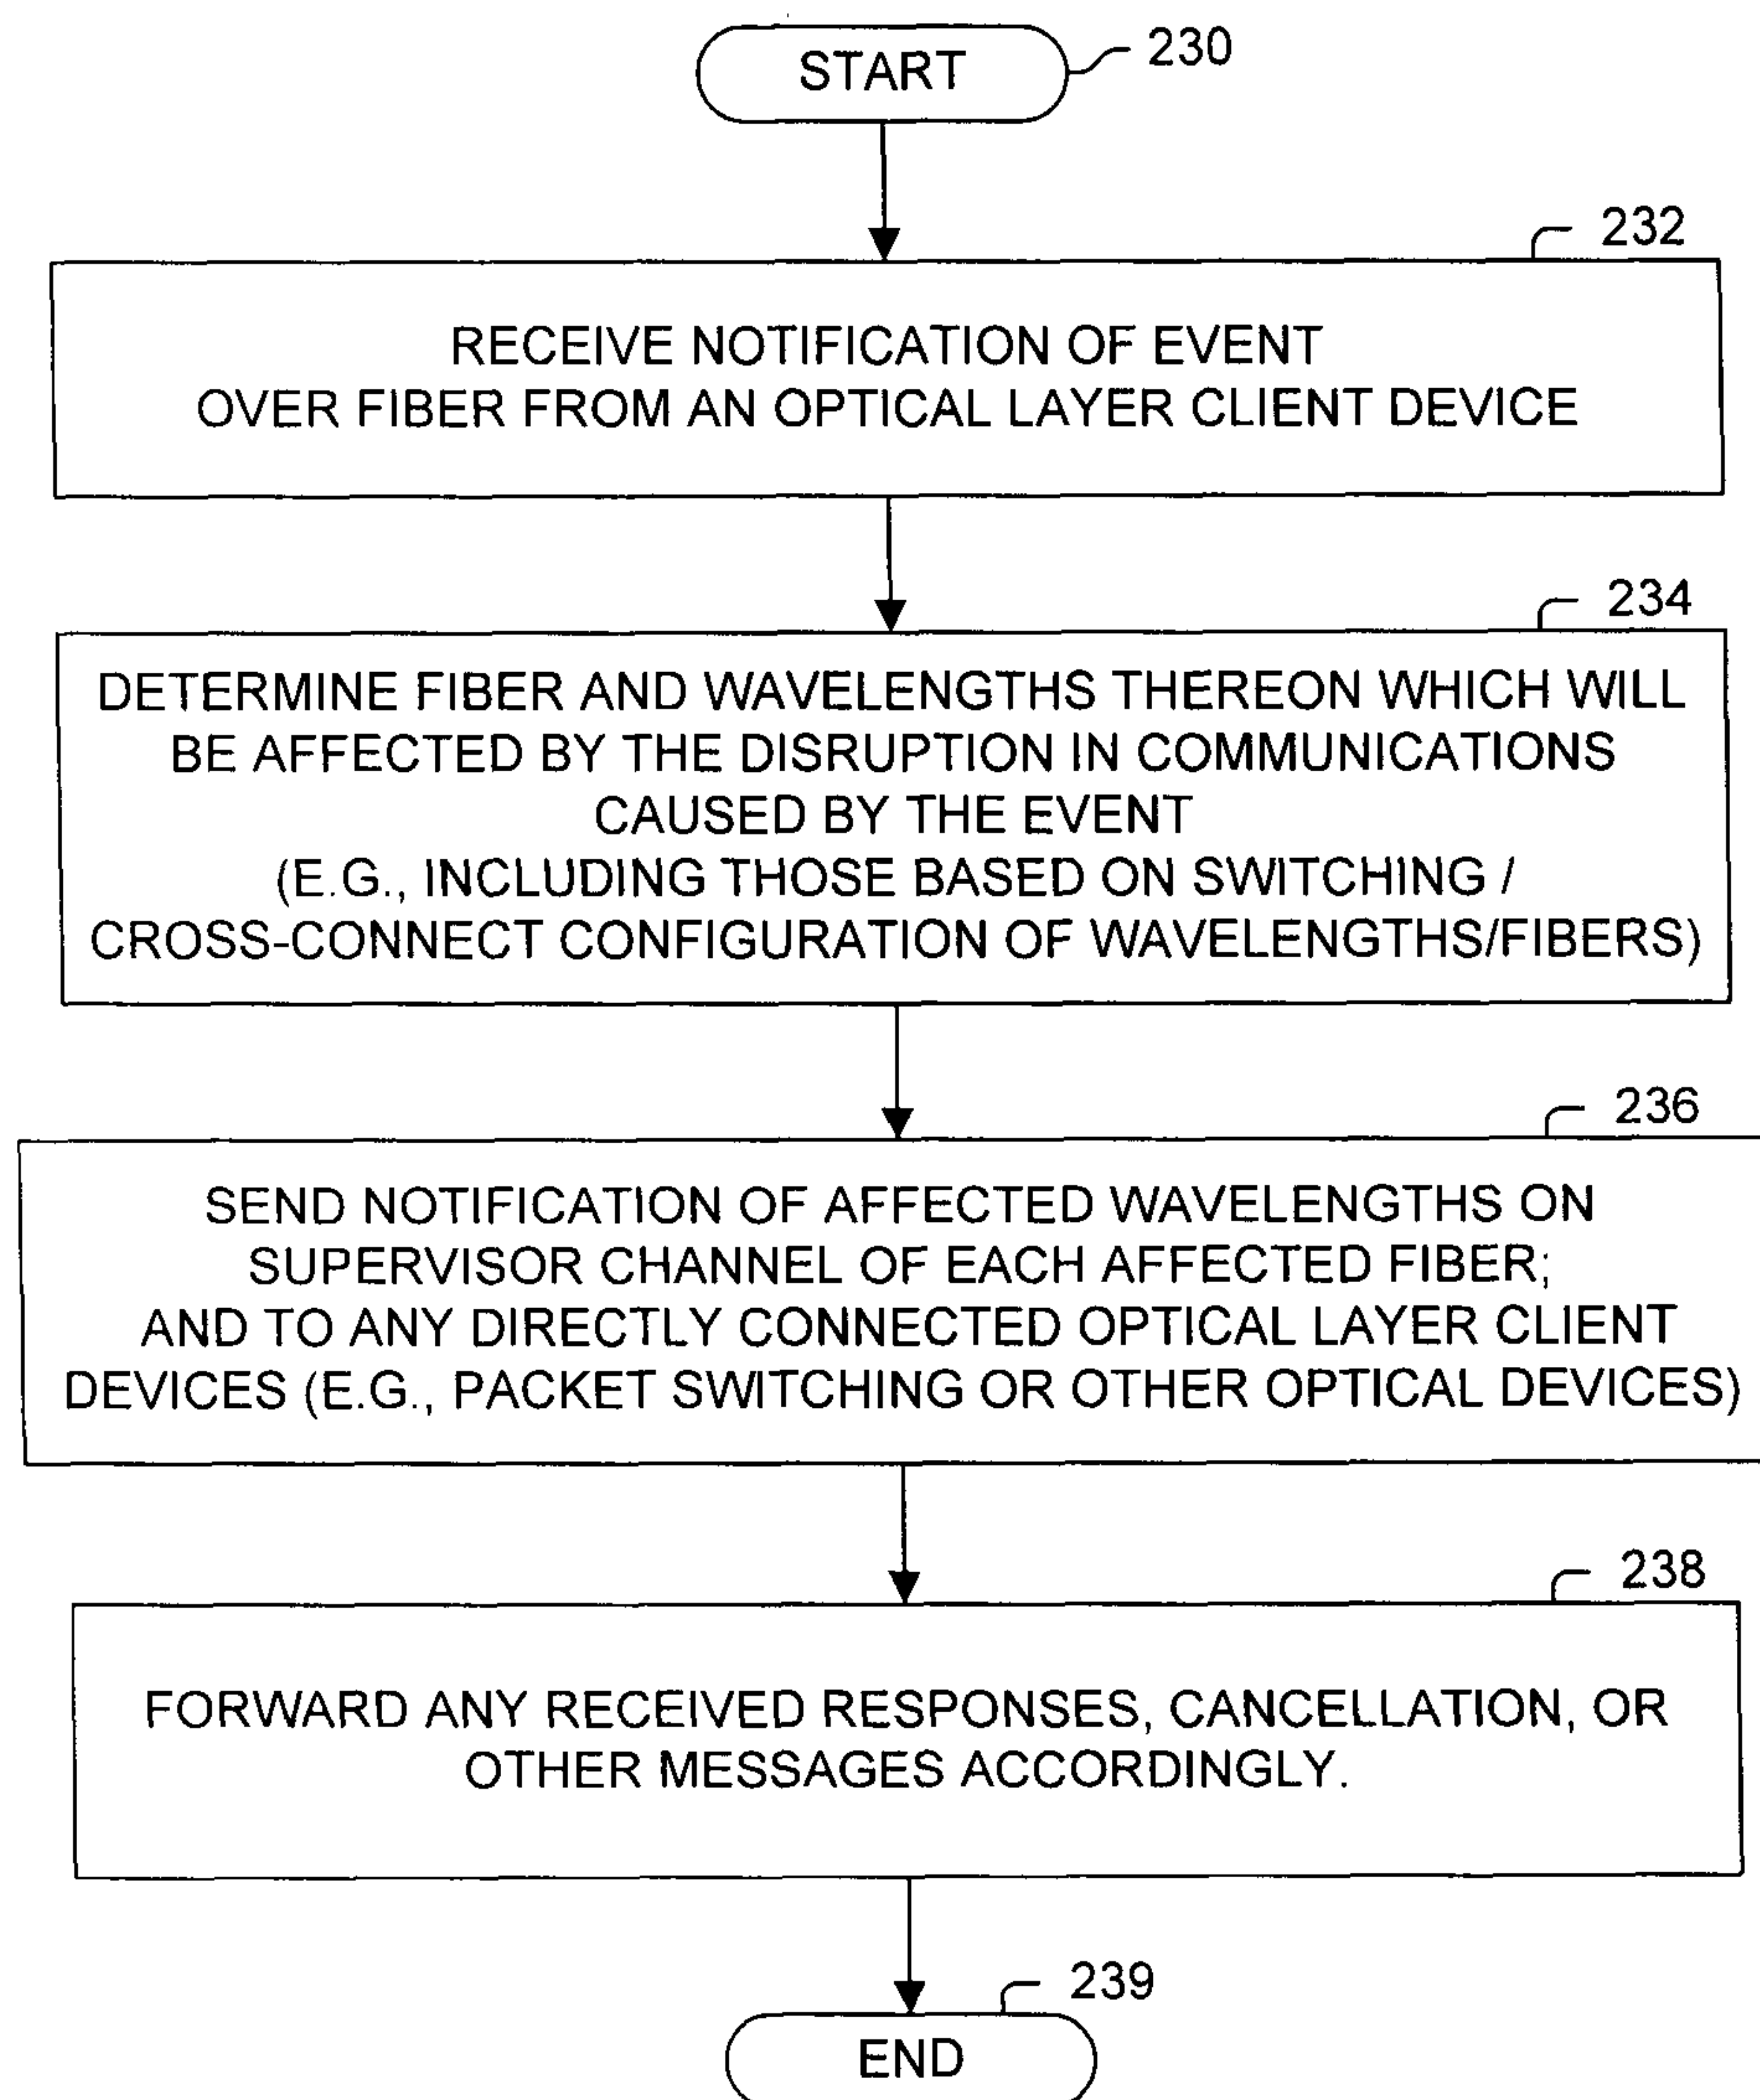 START
230
232
RECEIVE NOTIFICATION OF EVENT
OVER FIBER FROM AN OPTICAL LAYER CLIENT DEVICE
234
DETERMINE FIBER AND WAVELENGTHS THEREON WHICH WILL
BE AFFECTED BY THE DISRUPTION IN COMMUNICATIONS
CAUSED BY THE EVENT
(E.G., INCLUDING THOSE BASED ON SWITCHING /
CROSS-CONNECT CONFIGURATION OF WAVELENGTHS/FIBERS)
236
SEND NOTIFICATION OF AFFECTED WAVELENGTHS ON
SUPERVISOR CHANNEL OF EACH AFFECTED FIBER;
AND TO ANY DIRECTLY CONNECTED OPTICAL LAYER CLIENT
DEVICES (E.G., PACKET SWITCHING OR OTHER OPTICAL DEVICES)
238
FORWARD ANY RECEIVED RESPONSES, CANCELLATION, OR
OTHER MESSAGES ACCORDINGLY.
239
END